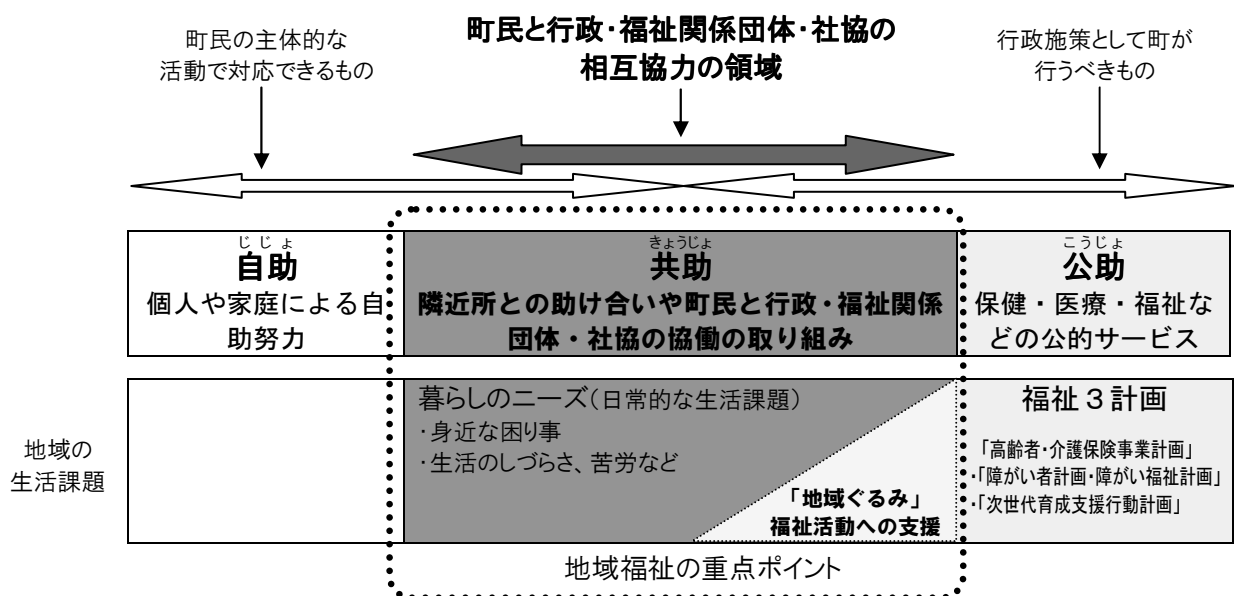 町民の主体的な
活動で対応できるもの
町民と行政・福祉関係団体・社協の
相互協力の領域
行政施策として町が
行うべきもの
じじょ
自助
個人や家庭による自
助努力
きょうじょ
共助
隣近所との助け合いや町民と行政・福祉関係
団体・社協の協働の取り組み
こうじょ
公助
保健・医療・福祉な
どの公的サービス
地域の
生活課題
暮らしのニーズ(日常的な生活課題)
・身近な困り事
・生活のしづらさ、苦労など
「地域ぐるみ」
福祉活動への支援
福祉3計画
「高齢者・介護保険事業計画」
・「障がい者計画・障がい福祉計画」
・「次世代育成支援行動計画」
地域福祉の重点ポイント